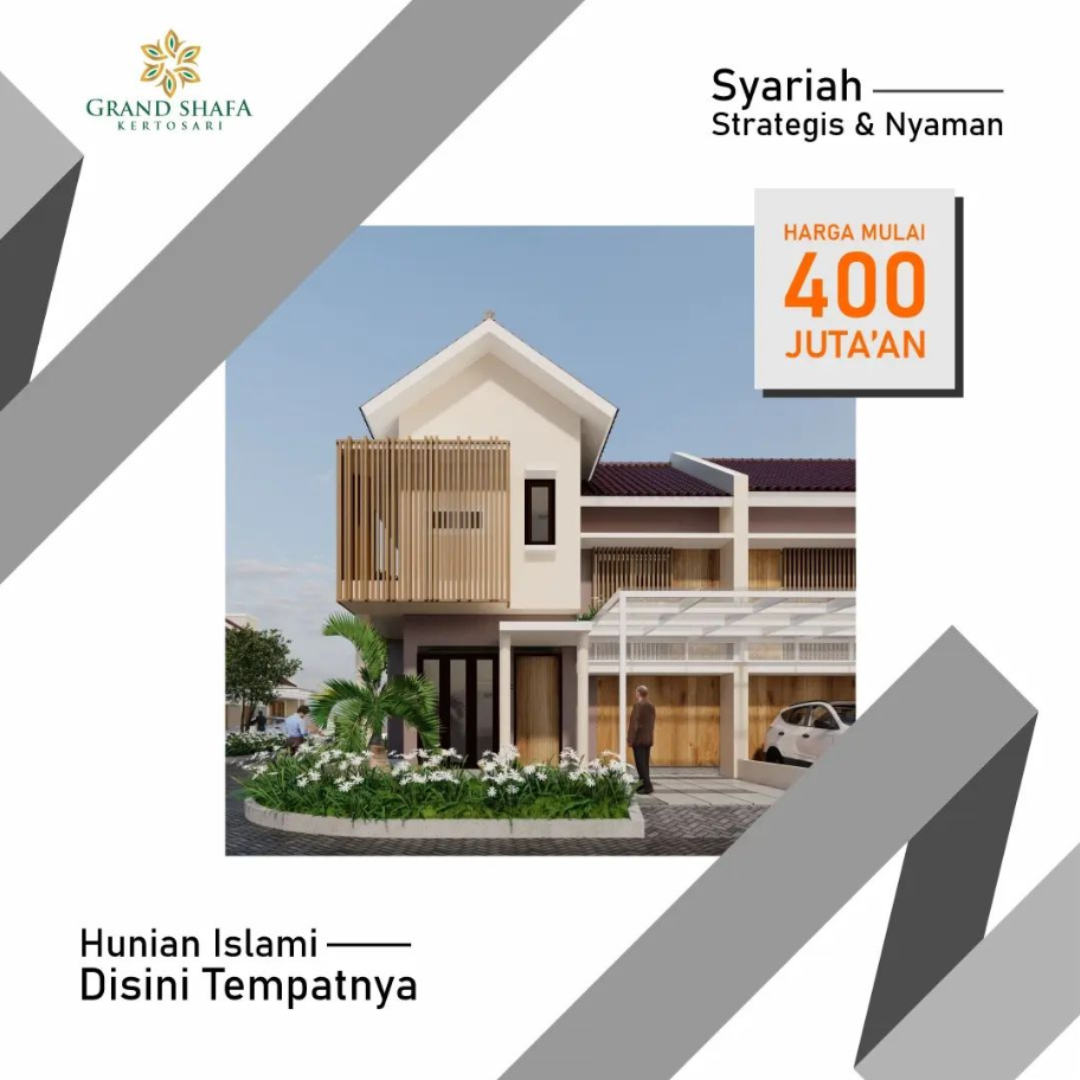 GRAND SHAFA
KERTOSARI
Syariah
Strategis & Nyaman
HARGA MULAI
400
JUTA'AN
Hunian Islami
Disini Tempatnya